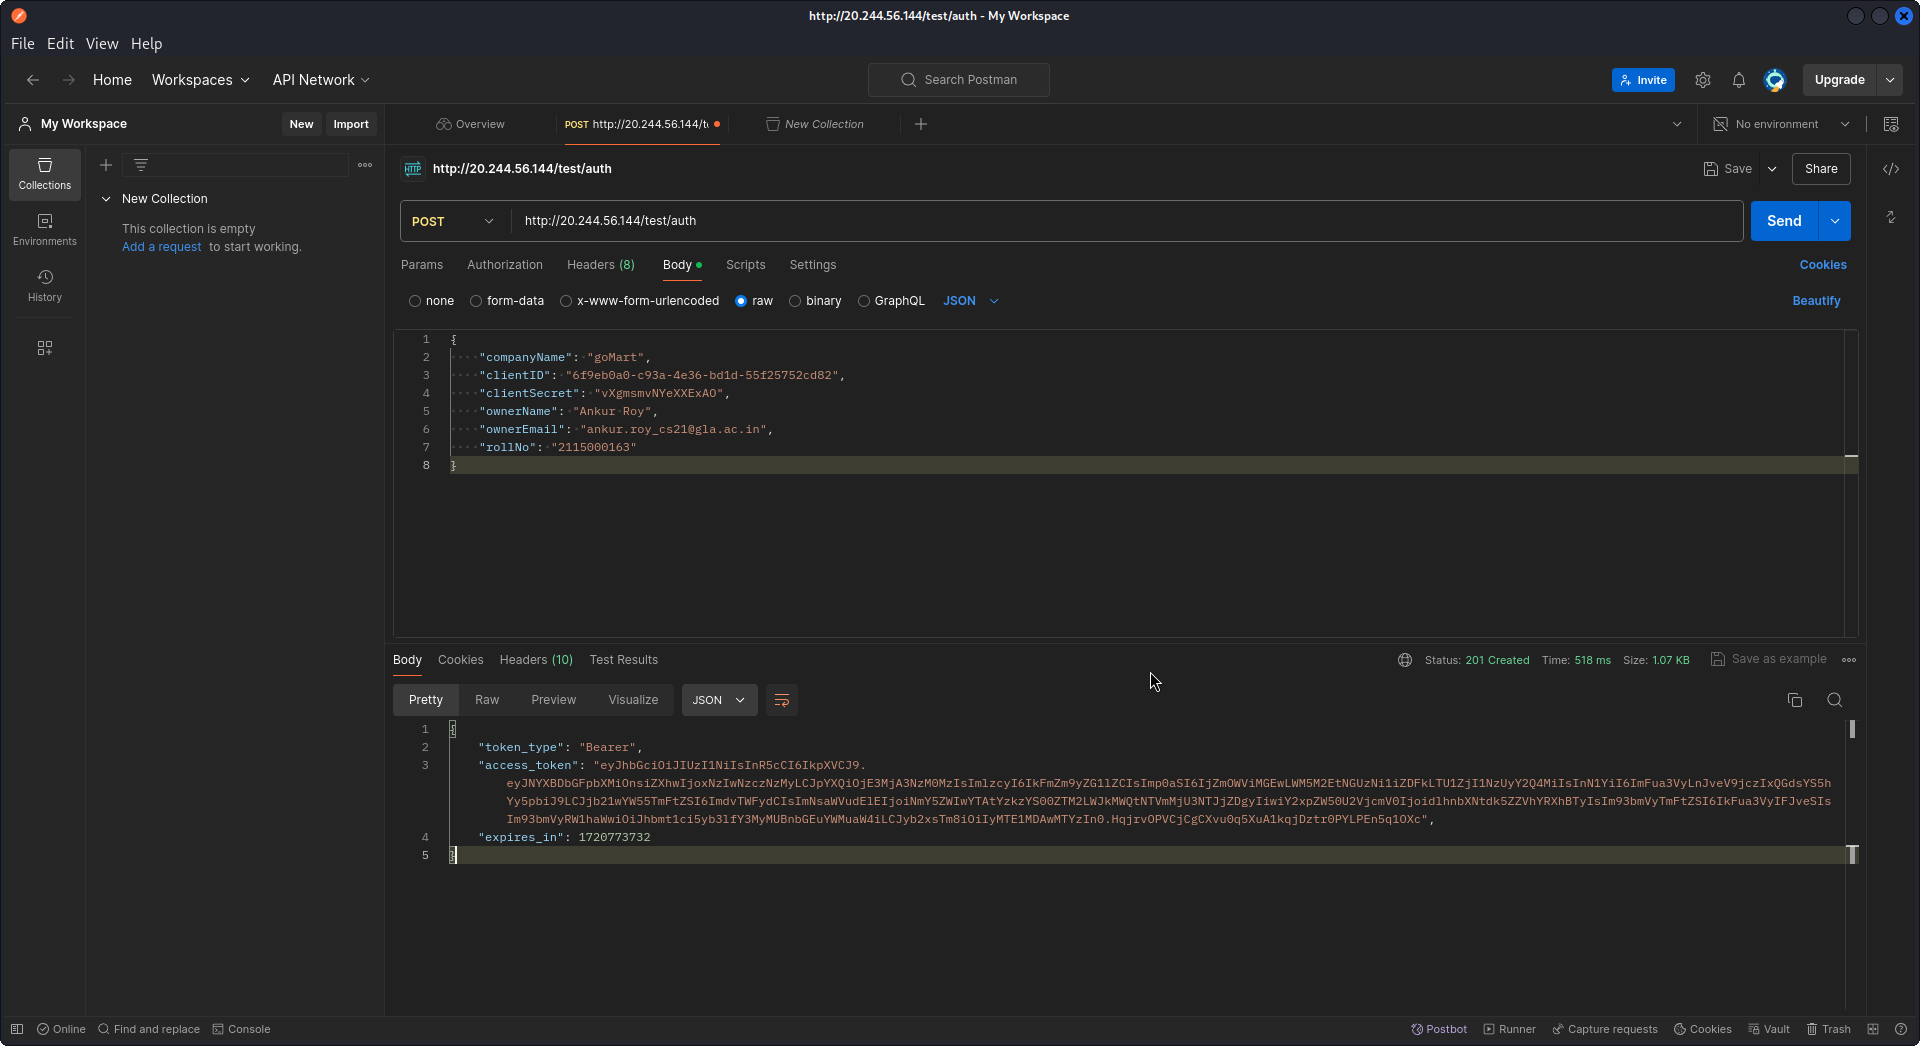 http://20.244.56.144/test/auth - My Workspace
File Edit View Help
Home Workspaces API Network Search Postman Invite Upgrade
My Workspace New Import Overview POST http://20.244.56.144/t New Collection No environment
Collections
Environments
History
New Collection
This collection is empty
Add a request to start working.
HTTP http://20.244.56.144/test/auth Save Share
POST http://20.244.56.144/test/auth Send
Params Authorization Headers (8) Body Scripts Settings Cookies
none form-data x-www-form-urlencoded raw binary GraphQL JSON Beautify
1 {
2 "companyName": "goMart",
3 "clientID": "6f9eb0a0-c93a-4e36-bd1d-55f25752cd82",
4 "clientSecret": "vXgmsmvNYeXXExAO",
5 "ownerName": "Ankur Roy",
6 "ownerEmail": "ankur.roy_cs21@gla.ac.in",
7 "rollNo": "2115000163"
8 }
Body Cookies Headers (10) Test Results Status: 201 Created Time: 518 ms Size: 1.07 KB Save as example
Pretty Raw Preview Visualize JSON
1 {
2 "token_type": "Bearer",
3 "access_token": "eyJhbGciOiJIUzI1NiIsInR5cCI6IkpXVCJ9.
4 "expires_in": 1720773732
5 }
Online Find and replace Console Postbot Runner Capture requests Cookies Vault Trash